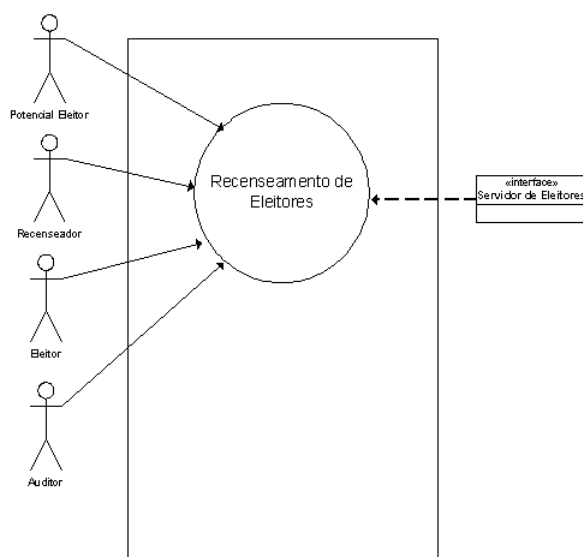 Potencial Eleitor
Recenseamento de
Eleitores
«interface»
Servidor de Eleitores
Recenseador
Eleitor
Auditor